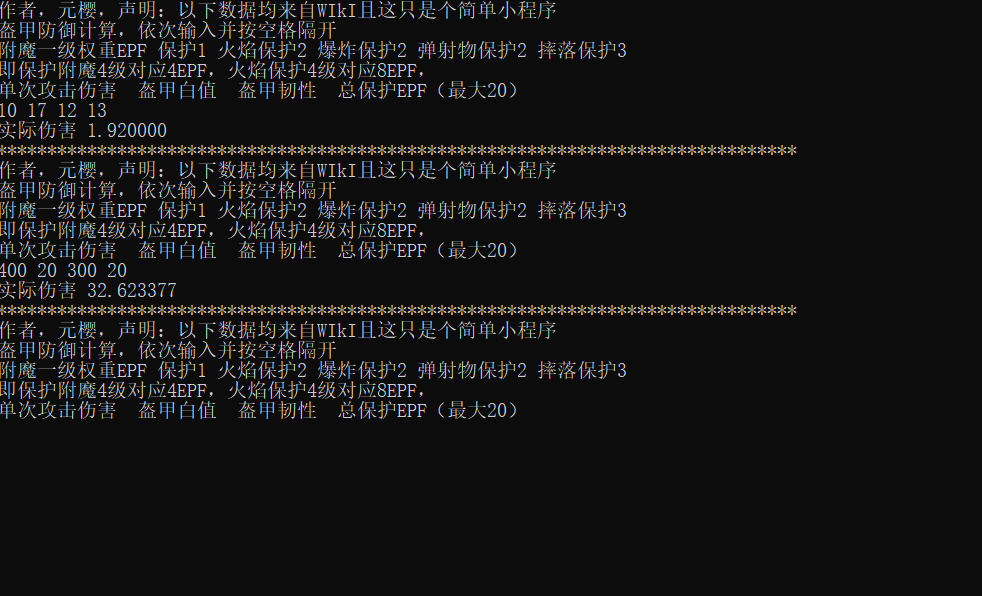 作者，元樱，声明：以下数据均来自WIkI且这只是个简单小程序
盔甲防御计算，依次输入并按空格隔开
附魔一级权重EPF 保护1 火焰保护2 爆炸保护2 弹射物保护2 摔落保护3
即保护附魔4级对应4EPF，火焰保护4级对应8EPF，
单次攻击伤害  盔甲白值  盔甲韧性  总保护EPF（最大20）
10 17 12 13
实际伤害 1.920000
********************************************************************************
作者，元樱，声明：以下数据均来自WIkI且这只是个简单小程序
盔甲防御计算，依次输入并按空格隔开
附魔一级权重EPF 保护1 火焰保护2 爆炸保护2 弹射物保护2 摔落保护3
即保护附魔4级对应4EPF，火焰保护4级对应8EPF，
单次攻击伤害  盔甲白值  盔甲韧性  总保护EPF（最大20）
400 20 300 20
实际伤害 32.623377
********************************************************************************
作者，元樱，声明：以下数据均来自WIkI且这只是个简单小程序
盔甲防御计算，依次输入并按空格隔开
附魔一级权重EPF 保护1 火焰保护2 爆炸保护2 弹射物保护2 摔落保护3
即保护附魔4级对应4EPF，火焰保护4级对应8EPF，
单次攻击伤害  盔甲白值  盔甲韧性  总保护EPF（最大20）